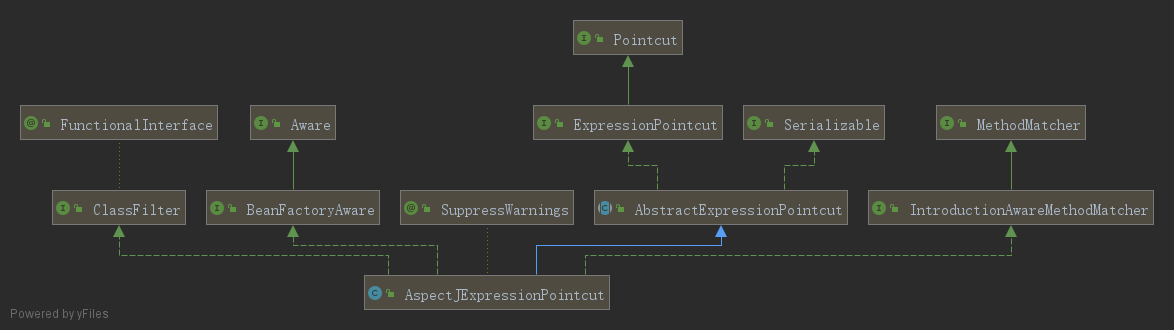 Pointcut
FunctionalInterface
Aware
ExpressionPointcut
Serializable
MethodMatcher
ClassFilter
BeanFactoryAware
SuppressWarnings
AbstractExpressionPointcut
IntroductionAwareMethodMatcher
AspectJExpressionPointcut
Powered by yFiles